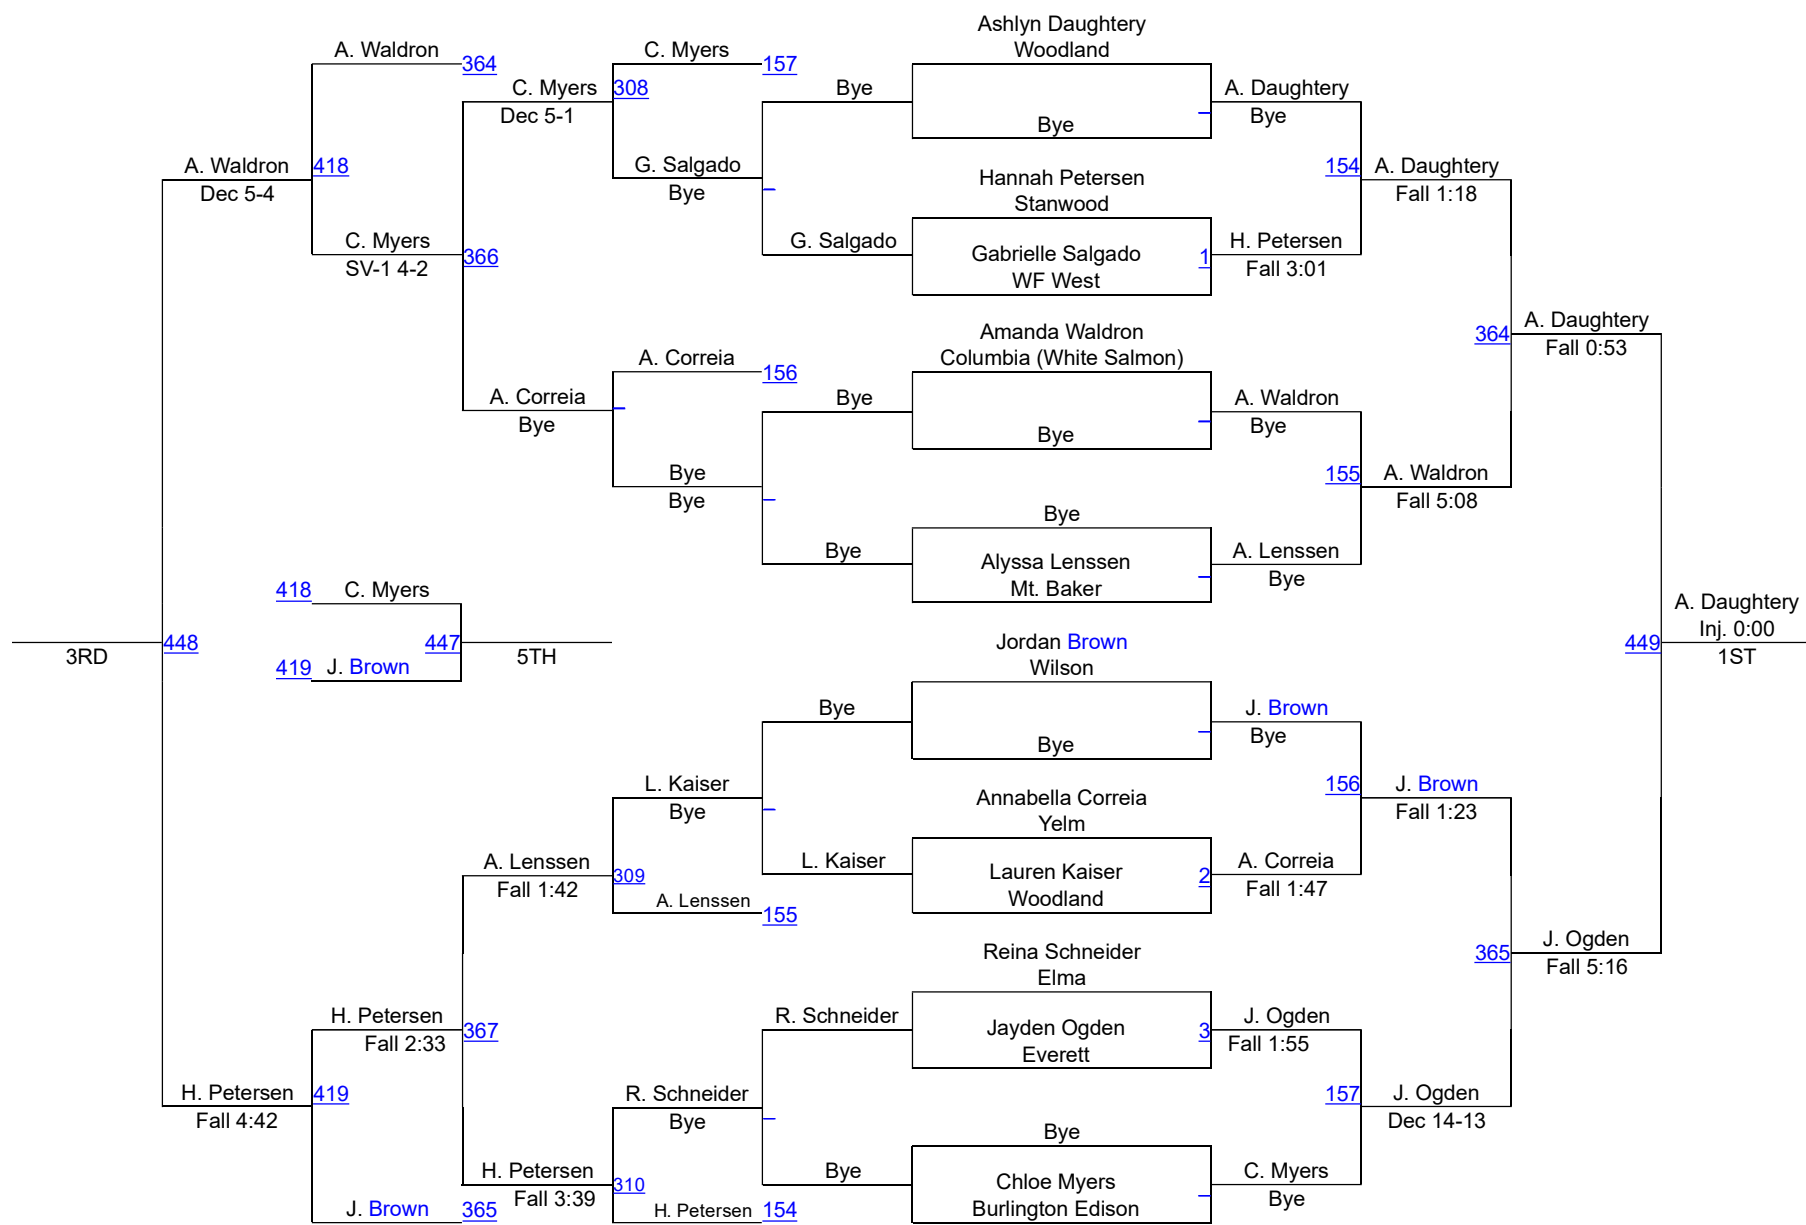 Ashlyn Daughtery
Woodland
A. Waldron
364
C. Myers
157
C. Myers
308
Dec 5-1
Bye
Bye
A. Daughtery
Bye
A. Waldron
418
Dec 5-4
G. Salgado
Bye
Hannah Petersen
Stanwood
154
A. Daughtery
Fall 1:18
C. Myers
SV-1 4-2
366
G. Salgado
Gabrielle Salgado
WF West
1
H. Petersen
Fall 3:01
Amanda Waldron
Columbia (White Salmon)
364
A. Daughtery
Fall 0:53
A. Correia
156
A. Correia
Bye
Bye
Bye
A. Waldron
Bye
Bye
Bye
155
A. Waldron
Fall 5:08
Bye
Bye
Alyssa Lenssen
Mt. Baker
A. Lenssen
Bye
418
C. Myers
3RD
448
447
5TH
419
J. Brown
Jordan Brown
Wilson
449
A. Daughtery
Inj. 0:00
1ST
Bye
Bye
J. Brown
Bye
L. Kaiser
Bye
Annabella Correia
Yelm
156
J. Brown
Fall 1:23
A. Lenssen
Fall 1:42
309
L. Kaiser
Lauren Kaiser
Woodland
2
A. Correia
Fall 1:47
A. Lenssen
155
Reina Schneider
Elma
365
J. Ogden
Fall 5:16
H. Petersen
Fall 2:33
367
R. Schneider
Jayden Ogden
Everett
3
J. Ogden
Fall 1:55
H. Petersen
Fall 4:42
419
R. Schneider
Bye
157
J. Ogden
Dec 14-13
Bye
H. Petersen
Fall 3:39
310
Bye
Chloe Myers
Burlington Edison
C. Myers
Bye
J. Brown
365
H. Petersen
154